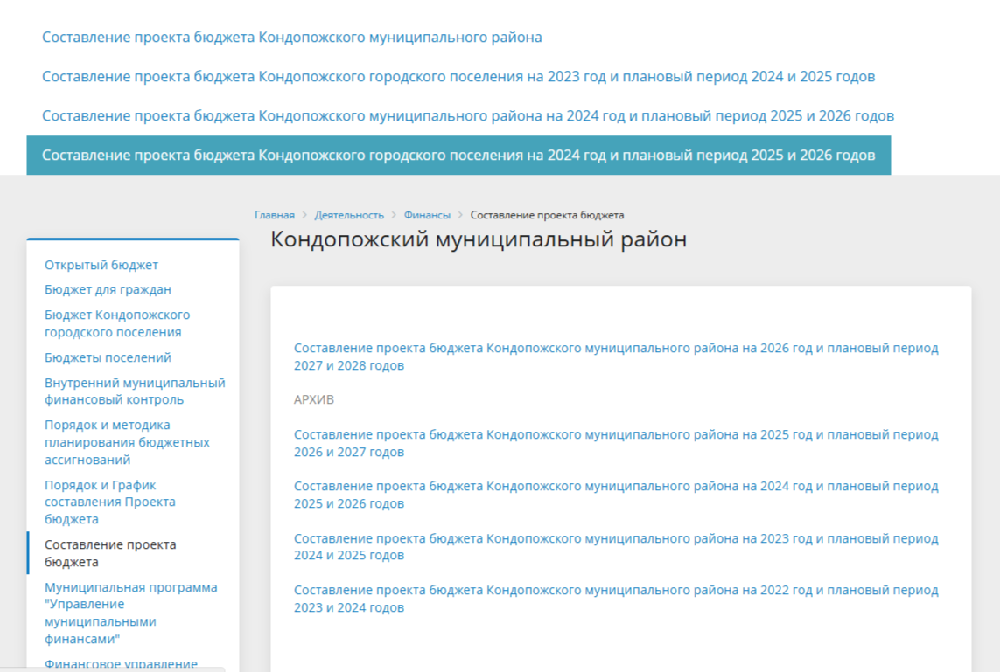 Составление проекта бюджета Кондопожского муниципального района
Составление проекта бюджета Кондопожского городского поселения на 2023 год и плановый период 2024 и 2025 годов
Составление проекта бюджета Кондопожского муниципального района на 2024 год и плановый период 2025 и 2026 годов
Составление проекта бюджета Кондопожского городского поселения на 2024 год и плановый период 2025 и 2026 годов
Главная > Деятельность > Финансы > Составление проекта бюджета
Кондопожский муниципальный район
Открытый бюджет
Бюджет для граждан
Бюджет Кондопожского
городского поселения
Бюджеты поселений
Внутренний муниципальный
финансовый контроль
Порядок и методика
планирования бюджетных
ассигнований
Порядок и График
составления Проекта
бюджета
Составление проекта
бюджета
Муниципальная программа
"Управление
муниципальными
финансами"
Финансовое управление
Составление проекта бюджета Кондопожского муниципального района на 2026 год и плановый период
2027 и 2028 годов
АРХИВ
Составление проекта бюджета Кондопожского муниципального района на 2025 год и плановый период
2026 и 2027 годов
Составление проекта бюджета Кондопожского муниципального района на 2024 год и плановый период
2025 и 2026 годов
Составление проекта бюджета Кондопожского муниципального района на 2023 год и плановый период
2024 и 2025 годов
Составление проекта бюджета Кондопожского муниципального района на 2022 год и плановый период
2023 и 2024 годов